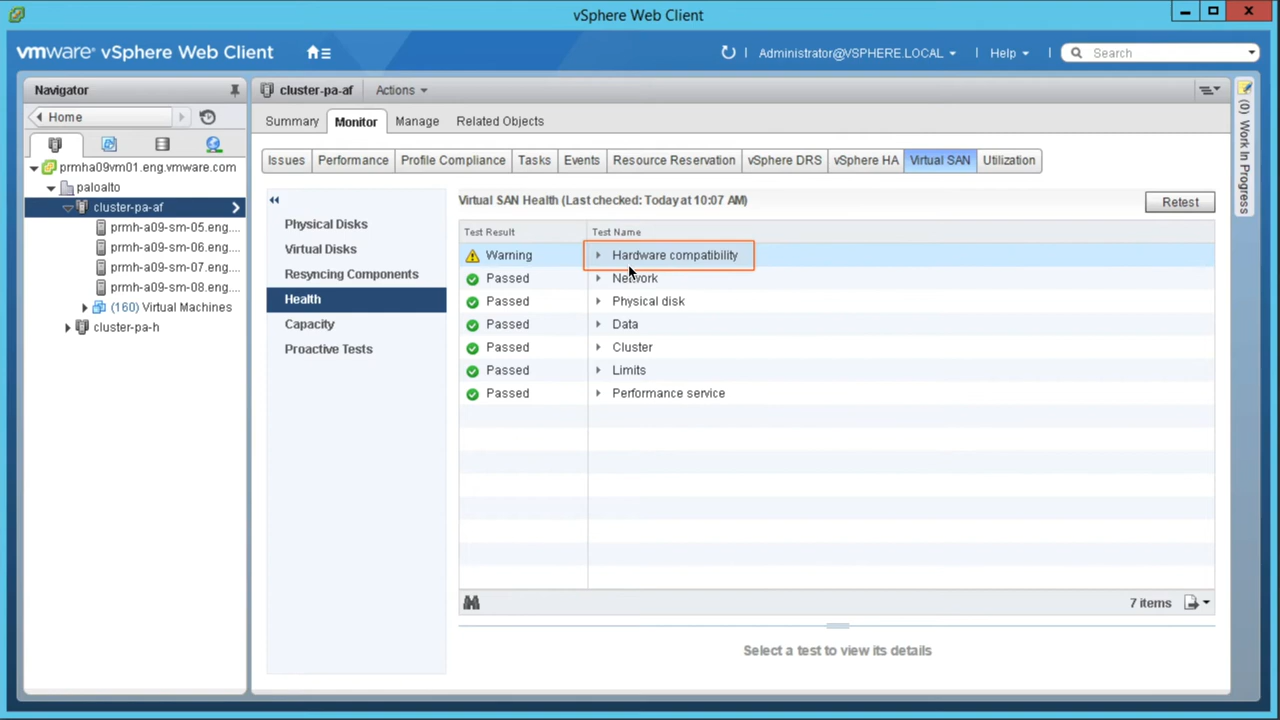 vSphere Web Client
vmware® vSphere Web Client
Administrator@VSPHERE.LOCAL
Help
Search
Navigator
Home
prmha09vm01.eng.vmware.com
paloalto
cluster-pa-af
prmh-a09-sm-05.eng....
prmh-a09-sm-06.eng....
prmh-a09-sm-07.eng....
prmh-a09-sm-08.eng....
(160) Virtual Machines
cluster-pa-h
cluster-pa-af Actions
Summary Monitor Manage Related Objects
Issues Performance Profile Compliance Tasks Events Resource Reservation vSphere DRS vSphere HA Virtual SAN Utilization
Physical Disks
Virtual Disks
Resyncing Components
Health
Capacity
Proactive Tests
Virtual SAN Health (Last checked: Today at 10:07 AM)
Retest
Test Result Test Name
Warning Hardware compatibility
Passed Network
Passed Physical disk
Passed Data
Passed Cluster
Passed Limits
Passed Performance service
7 items
Select a test to view its details
(0) Work In Progress